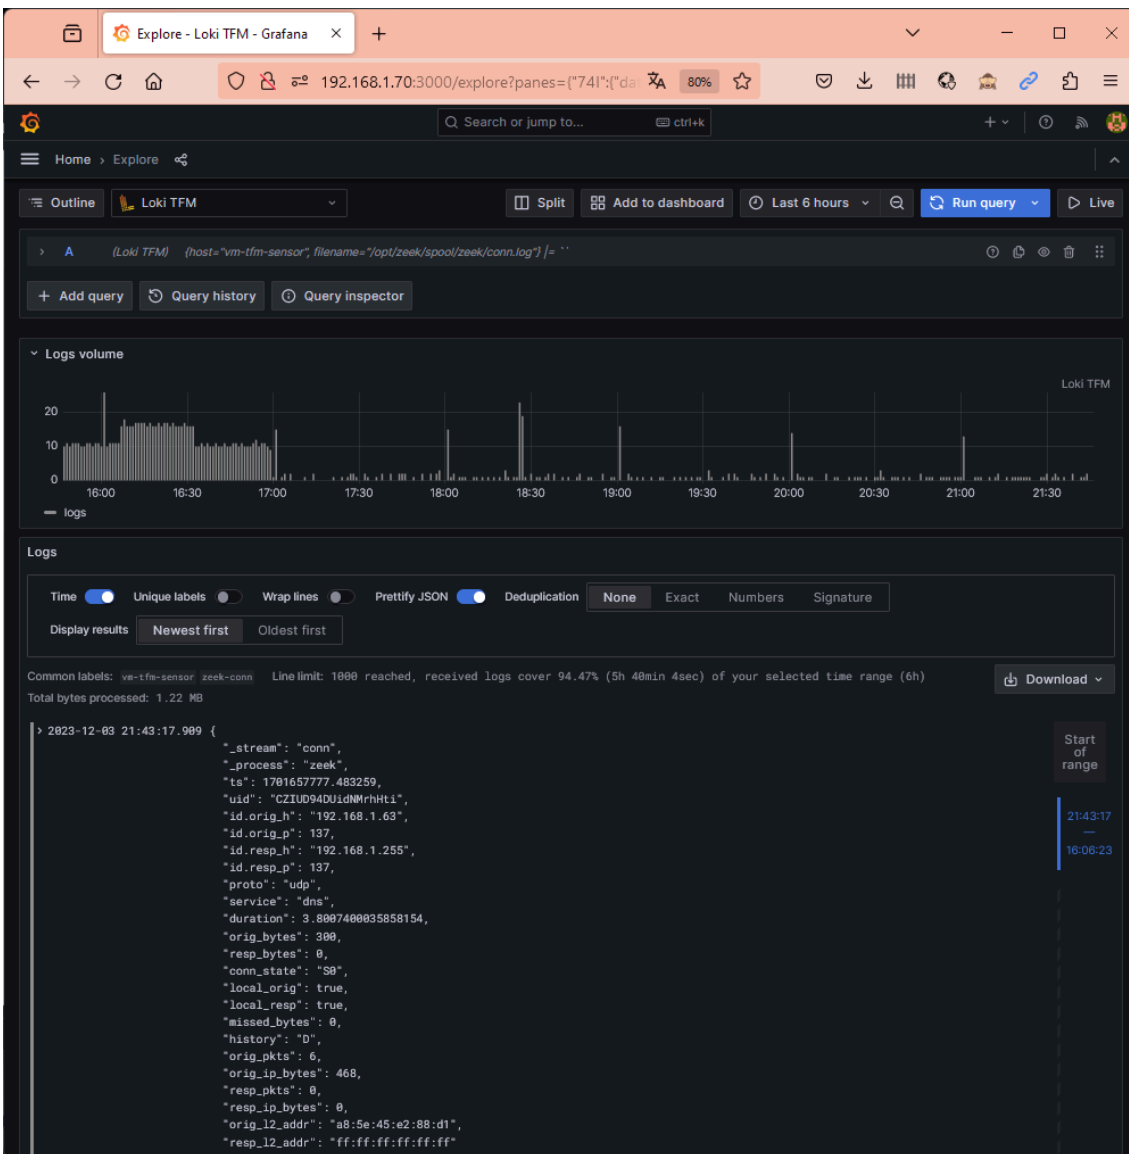 Explore - Loki TFM - Grafana
192.168.1.70:3000/explore?panes={"74l":{"da
80%
Search or jump to...
ctrl+k
Home › Explore
Outline
Loki TFM
Split
Add to dashboard
Last 6 hours
Run query
Live
A (Loki TFM) {host="vm-tfm-sensor", filename="/opt/zeek/spool/zeek/conn.log"} |= ``
+ Add query
Query history
Query inspector
Logs volume
Loki TFM
20
10
0
16:00 16:30 17:00 17:30 18:00 18:30 19:00 19:30 20:00 20:30 21:00 21:30
logs
Logs
Time Unique labels Wrap lines Prettify JSON Deduplication None Exact Numbers Signature
Display results Newest first Oldest first
Common labels: vm-tfm-sensor zeek-conn Line limit: 1000 reached, received logs cover 94.47% (5h 40min 4sec) of your selected time range (6h)
Download
Total bytes processed: 1.22 MB
2023-12-03 21:43:17.909 {
"_stream": "conn",
"_process": "zeek",
"ts": 1701657777.483259,
"uid": "CZIUD94DUidNMrhHti",
"id.orig_h": "192.168.1.63",
"id.orig_p": 137,
"id.resp_h": "192.168.1.255",
"id.resp_p": 137,
"proto": "udp",
"service": "dns",
"duration": 3.8007400035858154,
"orig_bytes": 300,
"resp_bytes": 0,
"conn_state": "S0",
"local_orig": true,
"local_resp": true,
"missed_bytes": 0,
"history": "D",
"orig_pkts": 6,
"orig_ip_bytes": 468,
"resp_pkts": 0,
"resp_ip_bytes": 0,
"orig_l2_addr": "a8:5e:45:e2:88:d1",
"resp_l2_addr": "ff:ff:ff:ff:ff:ff"
Start
of
range
21:43:17
—
16:06:23